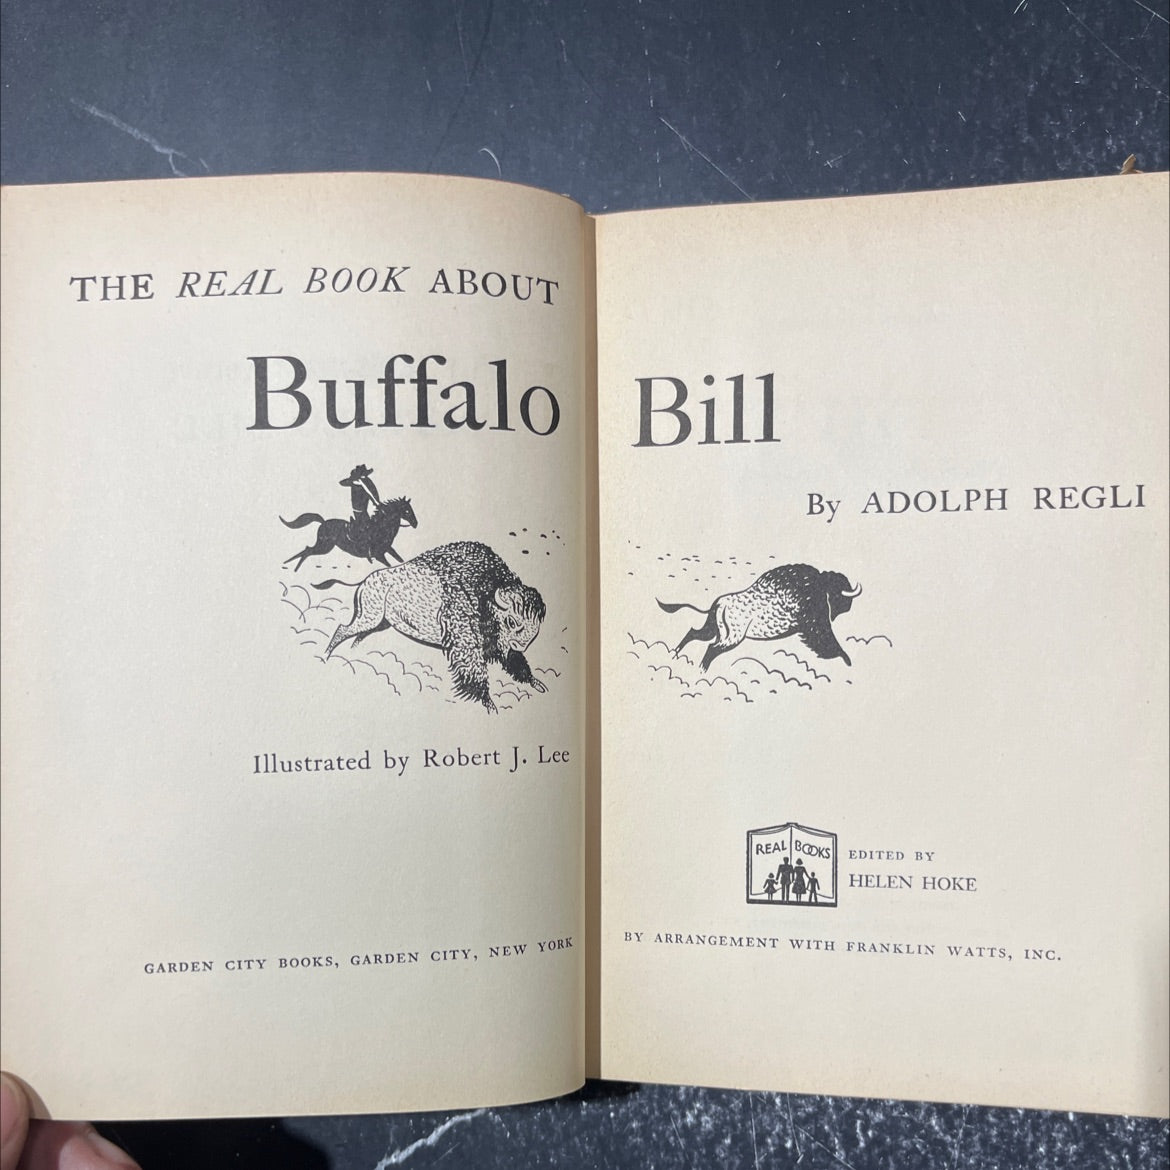 THE REAL BOOK ABOUT
Buffalo Bill
By ADOLPH REGLI
Illustrated by Robert J. Lee
REAL BOOKS
EDITED BY
HELEN HOKE
GARDEN CITY BOOKS, GARDEN CITY, NEW YORK
BY ARRANGEMENT WITH FRANKLIN WATTS, INC.